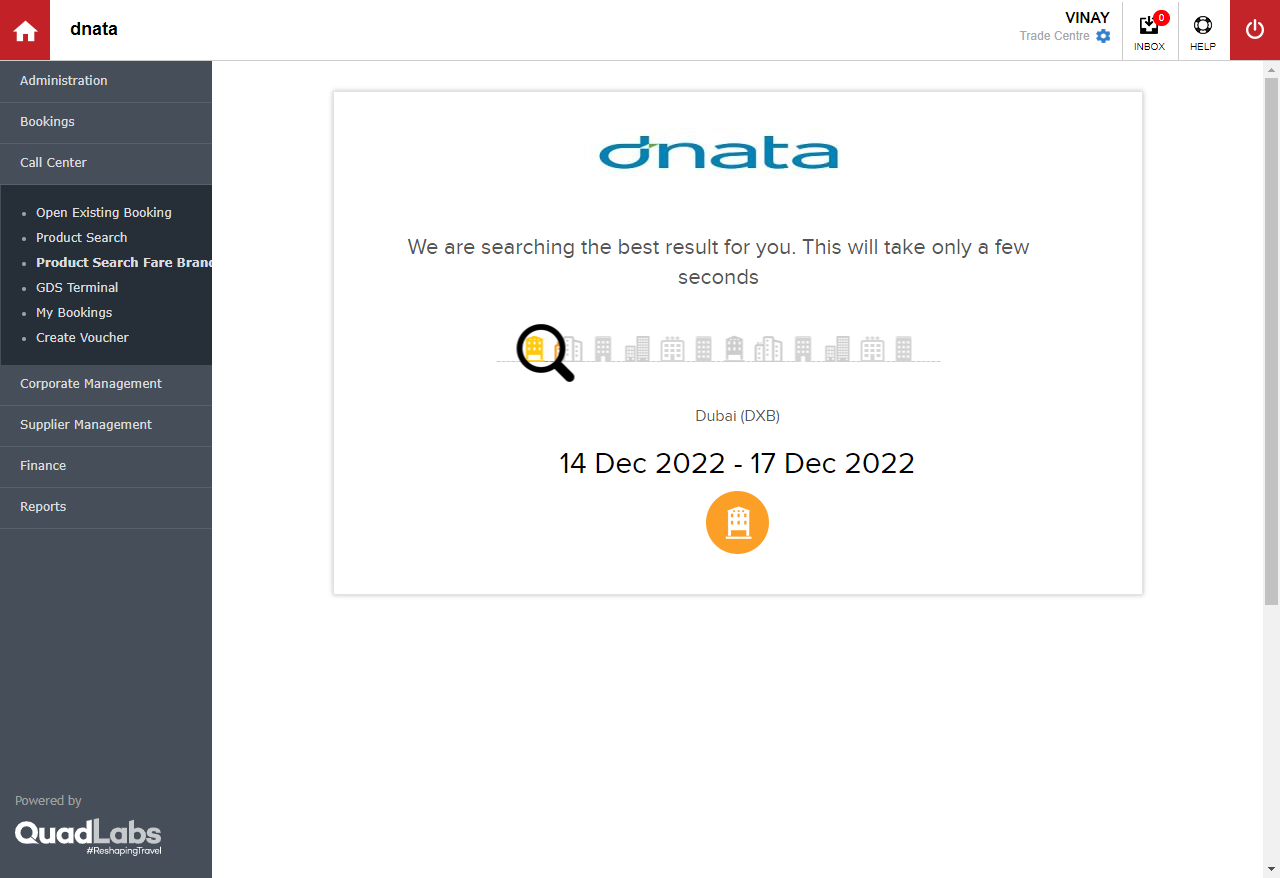 dnata
VINAY
Trade Centre
0
INBOX
HELP
Administration
Bookings
Call Center
Open Existing Booking
Product Search
Product Search Fare Brand
GDS Terminal
My Bookings
Create Voucher
Corporate Management
Supplier Management
Finance
Reports
Powered by
QuadLabs
#ReshapingTravel
dnata
We are searching the best result for you. This will take only a few
seconds
Dubai (DXB)
14 Dec 2022 - 17 Dec 2022